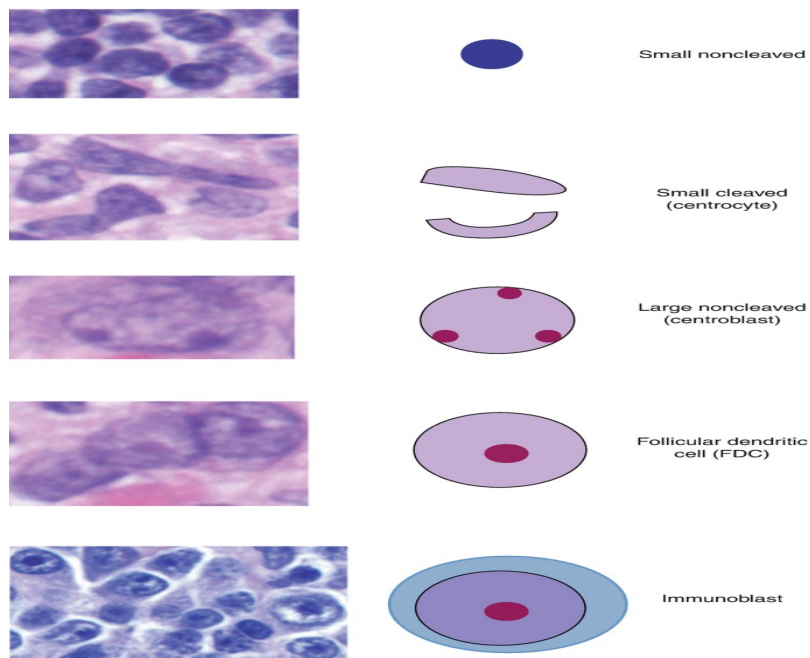 Small noncleaved
Small cleaved
(centrocyte)
Large noncleaved
(centroblast)
Follicular dendritic
cell (FDC)
Immunoblast